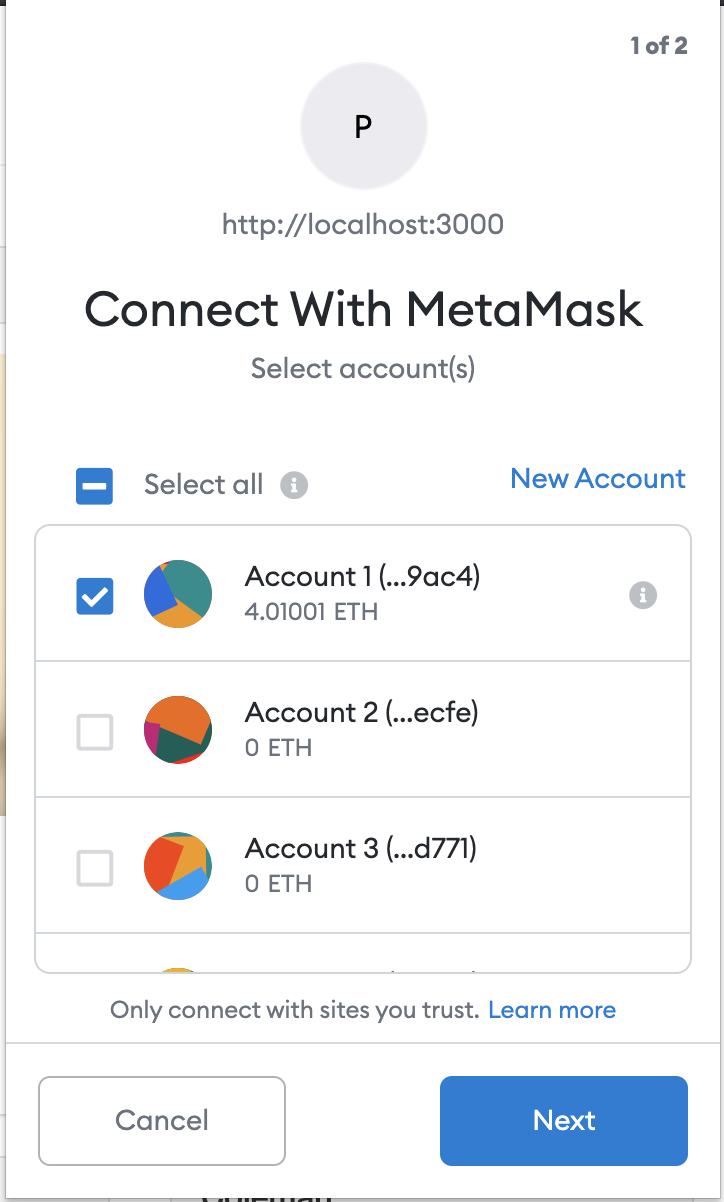 1 of 2
P
http://localhost:3000
Connect With MetaMask
Select account(s)
Select all
New Account
Account 1 (...9ac4)
4.01001 ETH
Account 2 (...ecfe)
0 ETH
Account 3 (...d771)
0 ETH
Only connect with sites you trust. Learn more
Cancel
Next